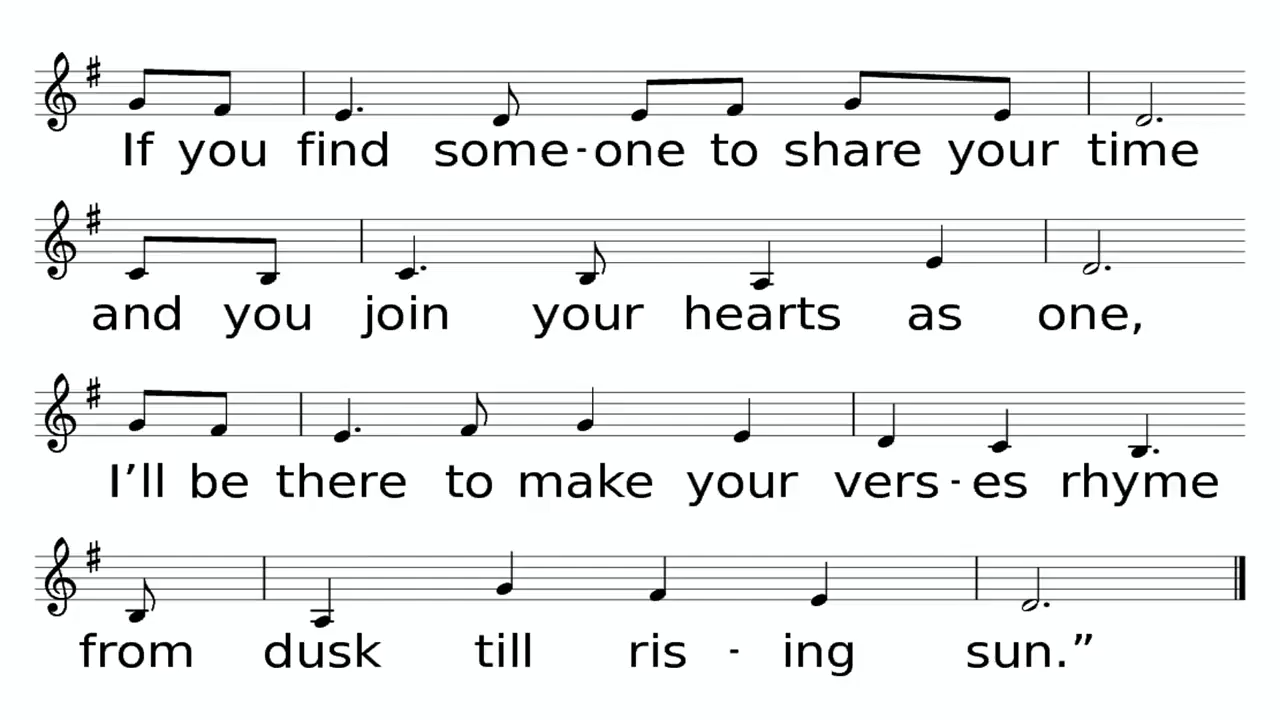 If you find some-one to share your time
and you join your hearts as one,
I’ll be there to make your vers-es rhyme
from dusk till ris - ing sun.”